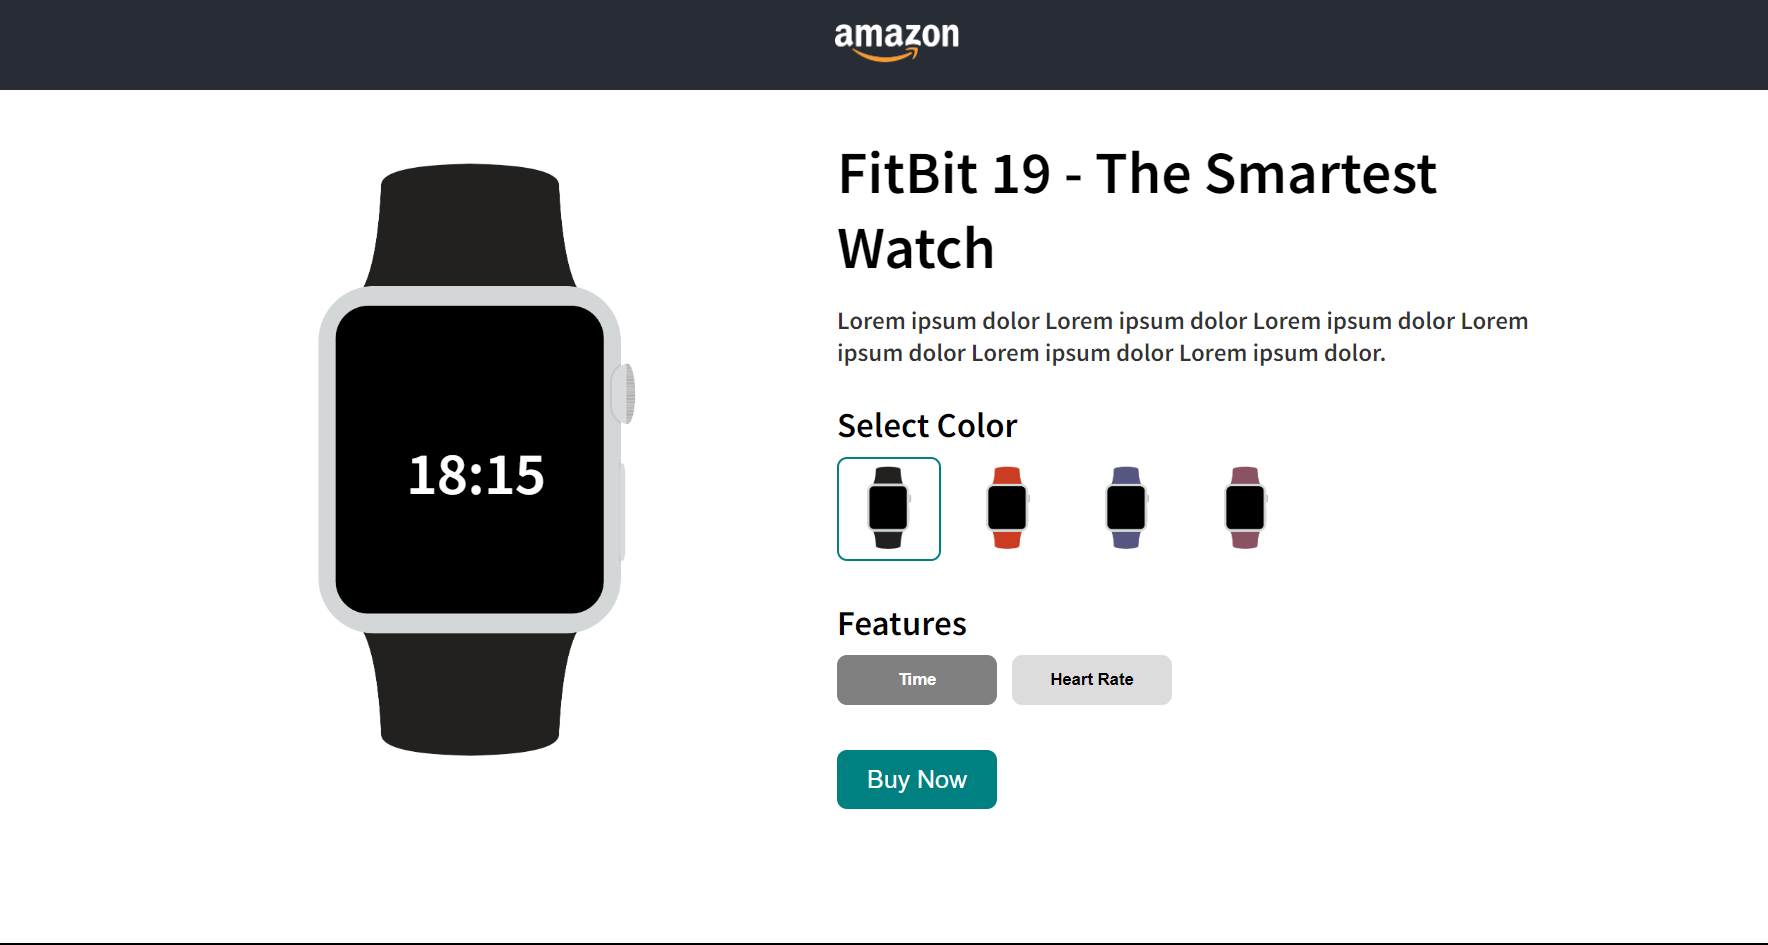 amazon
FitBit 19 - The Smartest
Watch
Lorem ipsum dolor Lorem ipsum dolor Lorem ipsum dolor Lorem
ipsum dolor Lorem ipsum dolor Lorem ipsum dolor.
Select Color
18:15
Features
Time
Heart Rate
Buy Now